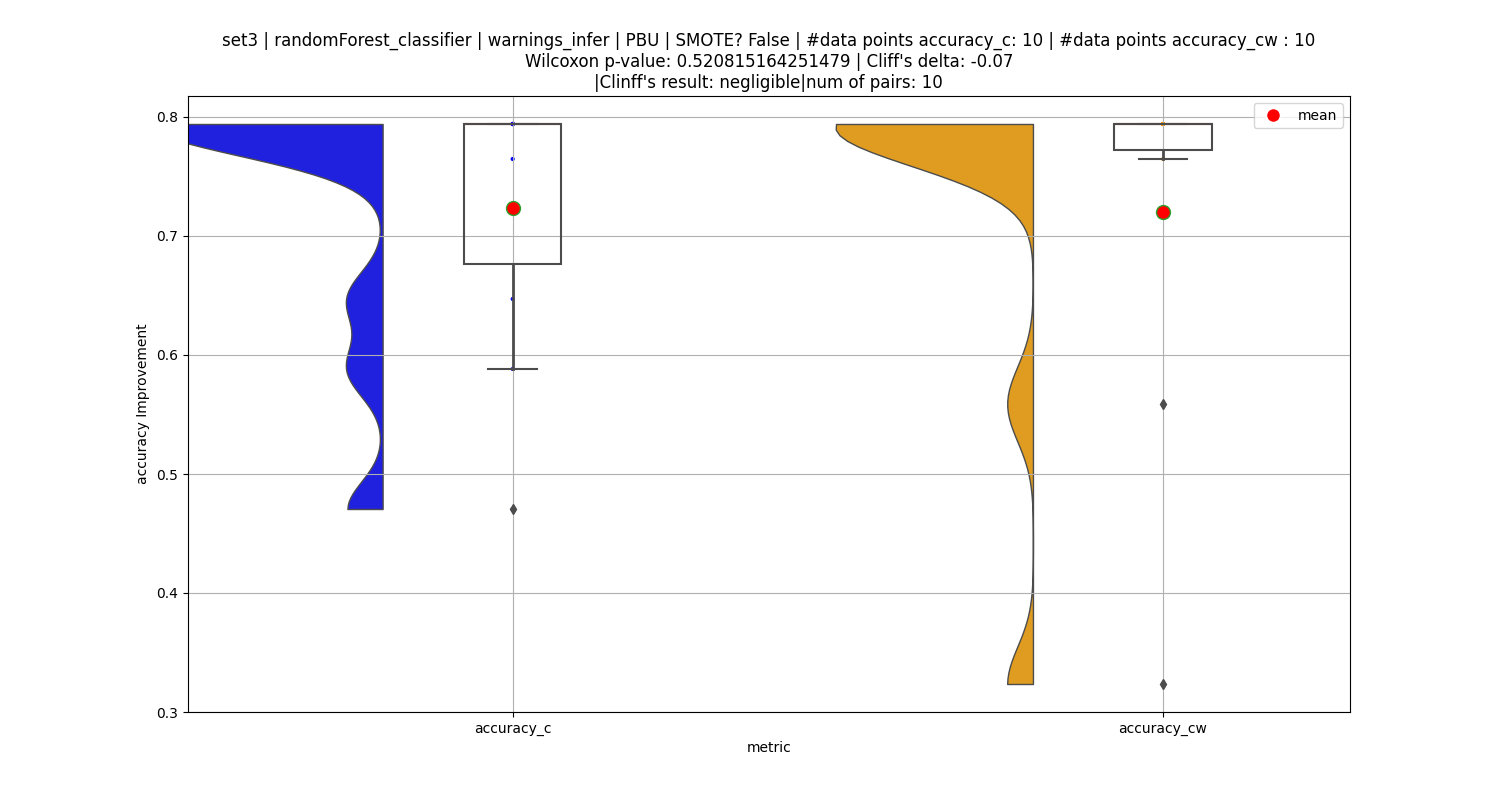 set3 | randomForest_classifier | warnings_infer | PBU | SMOTE? False | #data points accuracy_c: 10 | #data points accuracy_cw : 10
Wilcoxon p-value: 0.520815164251479 | Cliff's delta: -0.07
|Clinff's result: negligible|num of pairs: 10
mean
0.8
0.7
0.6
0.5
0.4
0.3
accuracy Improvement
accuracy_c
accuracy_cw
metric